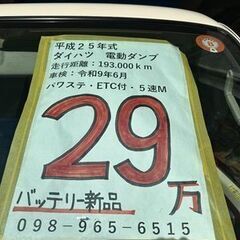 平成25年式
ダイハツ 電動ダンプ
走行距離：193.000km
車検：令和9年6月
パワステ・ETC付・5速M
29万
バッテリー新品
098-965-6515